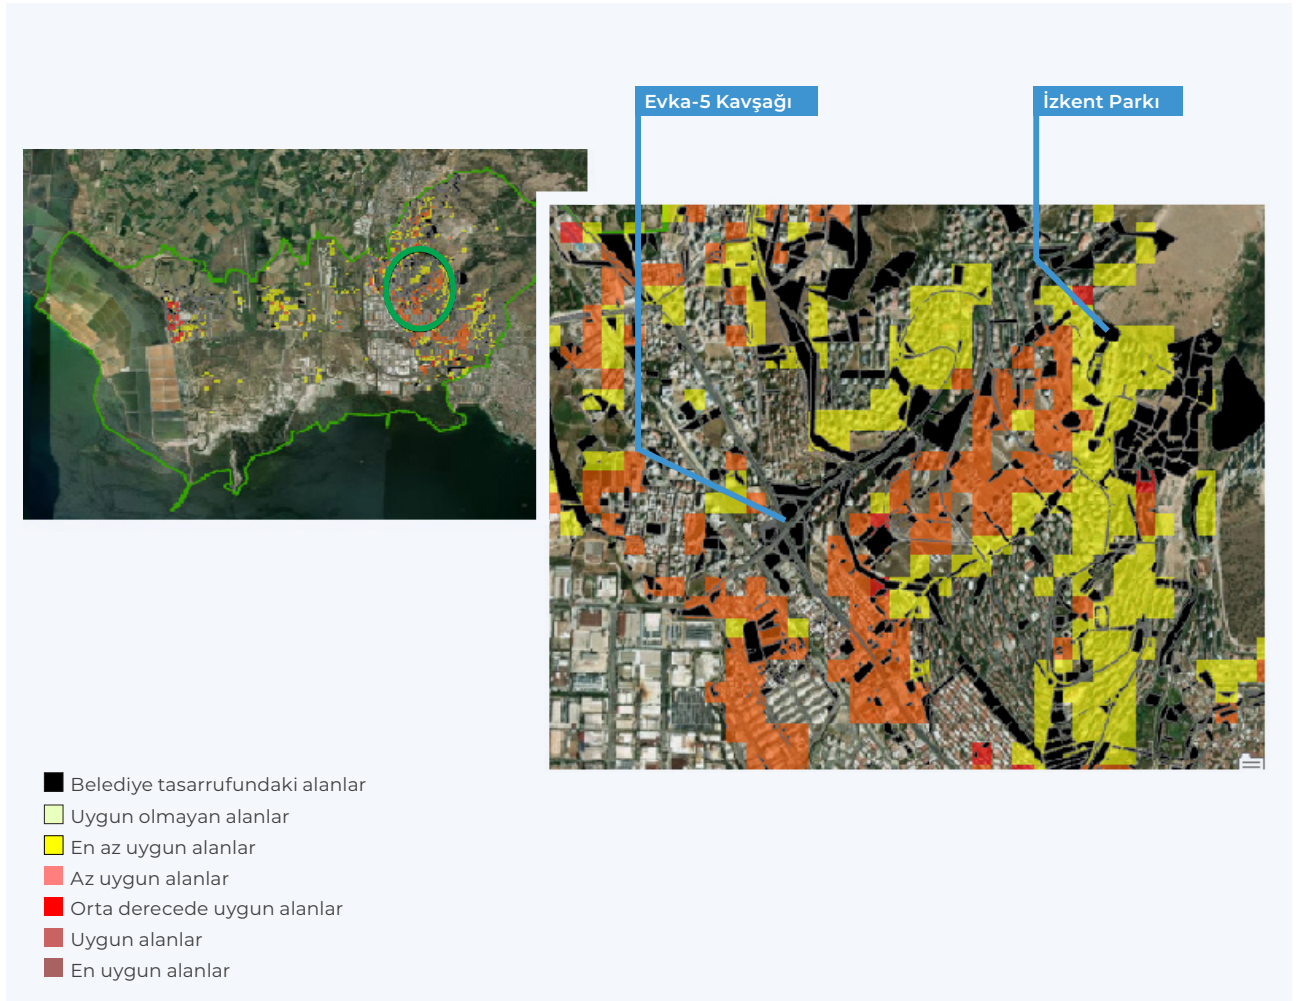 Evka-5 Kavşağı
İzkent Parkı
Belediye tasarrufundaki alanlar
Uygun olmayan alanlar
En az uygun alanlar
Az uygun alanlar
Orta derecede uygun alanlar
Uygun alanlar
En uygun alanlar